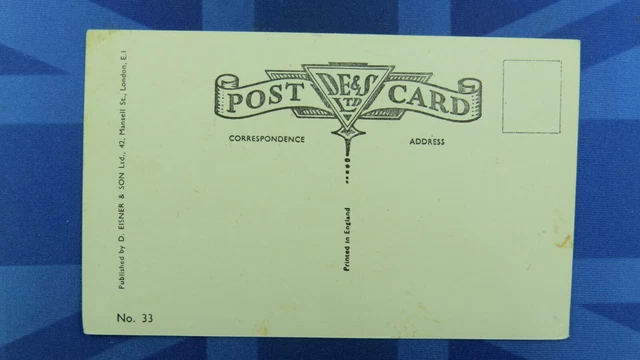 POST DE&S LTD CARD
CORRESPONDENCE ADDRESS
Printed in England
Published by D. EISNER & SON Ltd., 42, Mansell St., London, E.1
No. 33